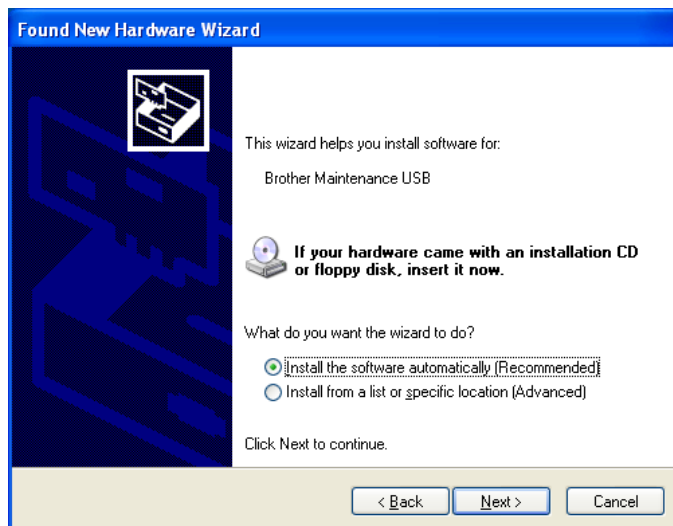 Found New Hardware Wizard
This wizard helps you install software for:
Brother Maintenance USB
If your hardware came with an installation CD
or floppy disk, insert it now.
What do you want the wizard to do?
Install the software automatically (Recommended)
Install from a list or specific location (Advanced)
Click Next to continue.
< Back Next > Cancel